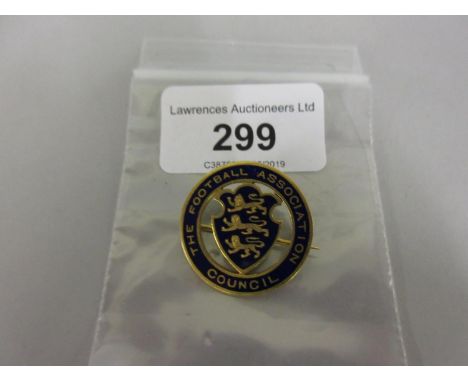 Lawrences Auctioneers Ltd
299
THE FOOTBALL ASSOCIATION
COUNCIL